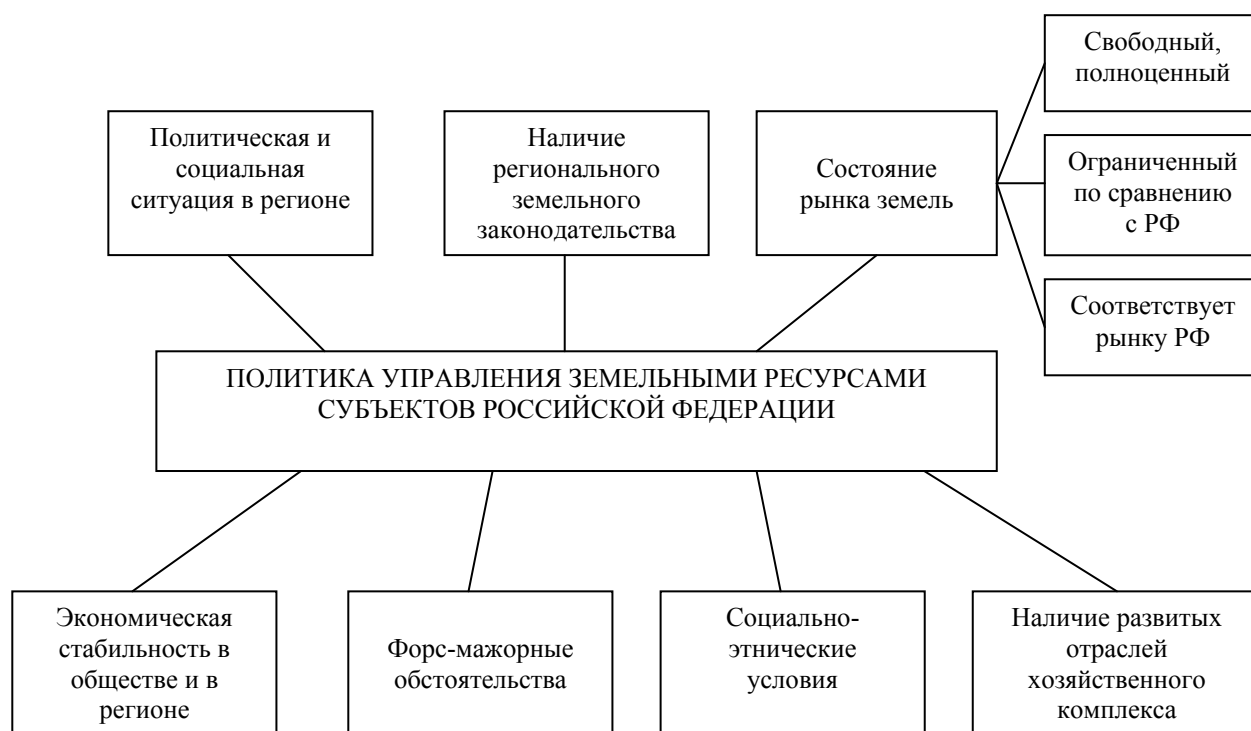 Свободный,
полноценный
Политическая и
социальная
ситуация в регионе
Наличие
регионального
земельного
законодательства
Состояние
рынка земель
Ограниченный
по сравнению
с РФ
Соответствует
рынку РФ
ПОЛИТИКА УПРАВЛЕНИЯ ЗЕМЕЛЬНЫМИ РЕСУРСАМИ
СУБЪЕКТОВ РОССИЙСКОЙ ФЕДЕРАЦИИ
Экономическая
стабильность в
обществе и в
регионе
Форс-мажорные
обстоятельства
Социально-
этнические
условия
Наличие развитых
отраслей
хозяйственного
комплекса